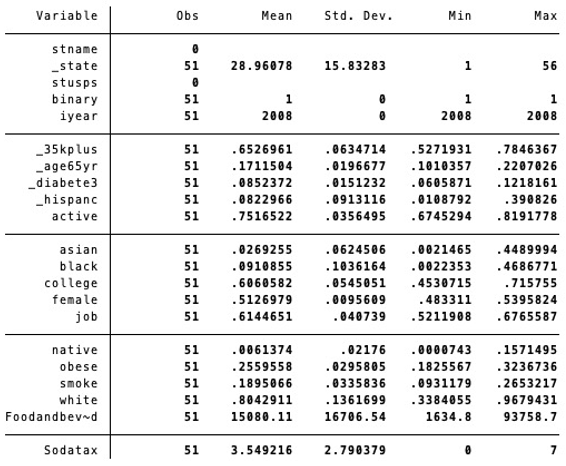 Variable Obs Mean Std. Dev. Min Max
stname 0
_state 51 28.96078 15.83283 1 56
stusps 0
binary 51 1 0 1 1
iyear 51 2008 0 2008 2008
_35kplus 51 .6526961 .0634714 .5271931 .7846367
_age65yr 51 .1711504 .0196677 .1010357 .2207026
_diabete3 51 .0852372 .0151232 .0605871 .1218161
_hispanc 51 .0822966 .0913116 .0108792 .390826
active 51 .7516522 .0356495 .6745294 .8191778
asian 51 .0269255 .0624506 .0021465 .4489994
black 51 .0910855 .1036164 .0022353 .4686771
college 51 .6060582 .0545051 .4530715 .715755
female 51 .5126979 .0095609 .483311 .5395824
job 51 .6144651 .040739 .5211908 .6765587
native 51 .0061374 .02176 .0000743 .1571495
obese 51 .2559558 .0295805 .1825567 .3236736
smoke 51 .1895066 .0335836 .0931179 .2653217
white 51 .8042911 .1361699 .3384055 .9679431
Foodandbev~d 51 15080.11 16706.54 1634.8 93758.7
Sodatax 51 3.549216 2.790379 0 7